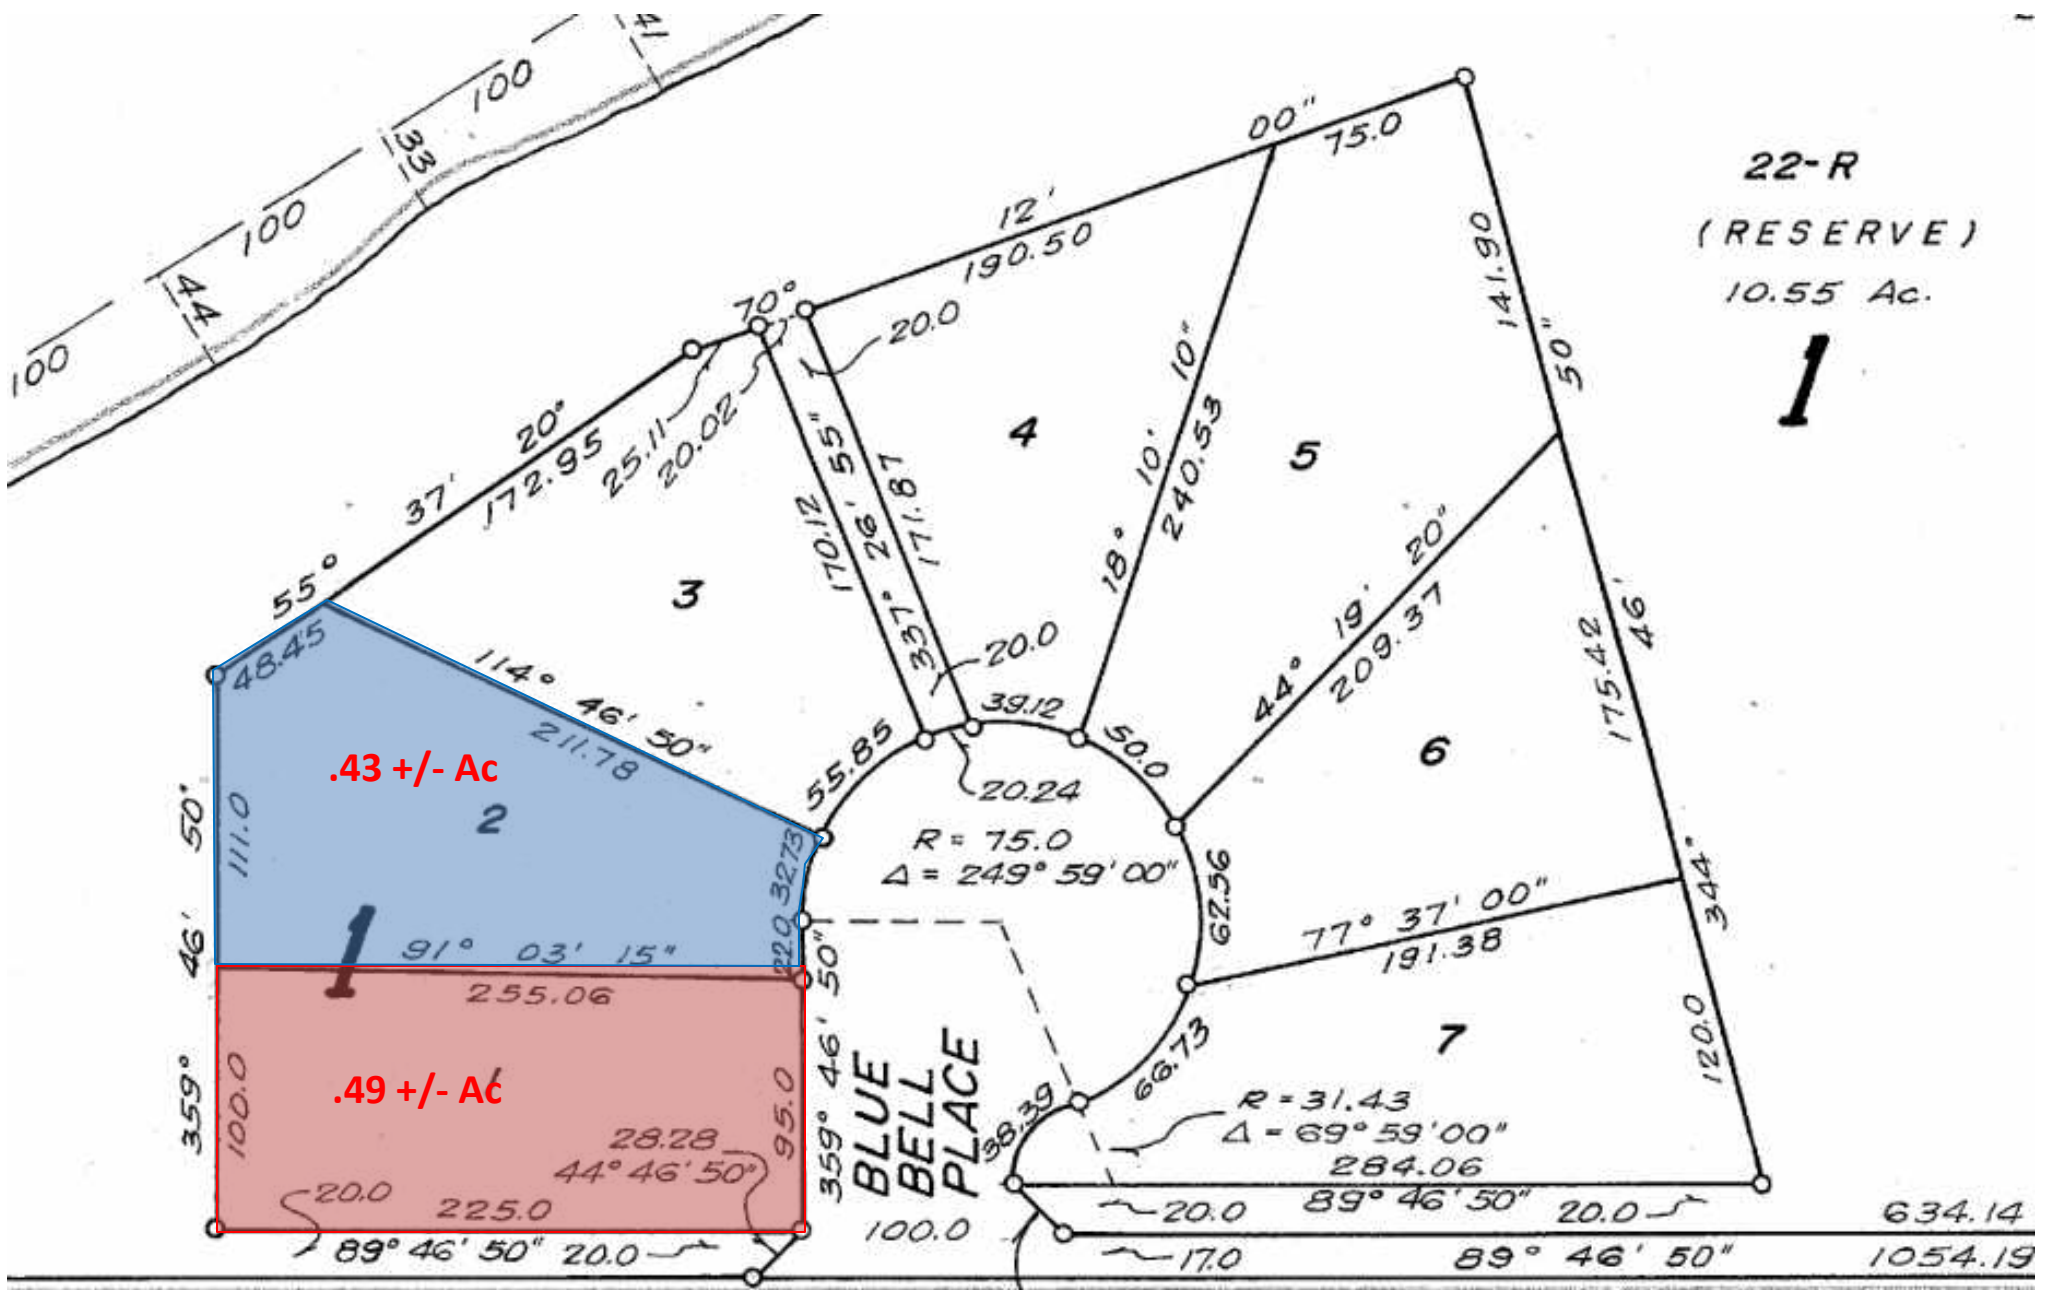 41
100
33
100
44
100
00"
75.0
22-R
(RESERVE)
10.55 Ac.
1
12'
190.50
141.90
50"
70°
20.0
20.02
25.11
20°
172.95
37'
55°
48.45
3
170.12
337° 26' 55"
171.87
20.0
4
18° 10' 10"
240.53
5
44° 19' 20"
209.37
46'
175.42
6
114° 46' 50"
211.78
55.85
39.12
20.24
50.0
R = 75.0
Δ = 249° 59' 00"
62.56
77° 37' 00"
191.38
344°
120.0
7
.43 +/- Ac
2
50"
111.0
46'
32.73
22.0
1
91° 03' 15"
255.06
359°
100.0
.49 +/- Ac
1
95.0
359° 46' 50"
28.28
44° 46' 50"
20.0
225.0
89° 46' 50" 20.0
BLUE
BELL
PLACE
100.0
66.73
38.39
R = 31.43
Δ = 69° 59' 00"
284.06
89° 46' 50"
20.0
20.0
634.14
17.0
89° 46' 50"
1054.19